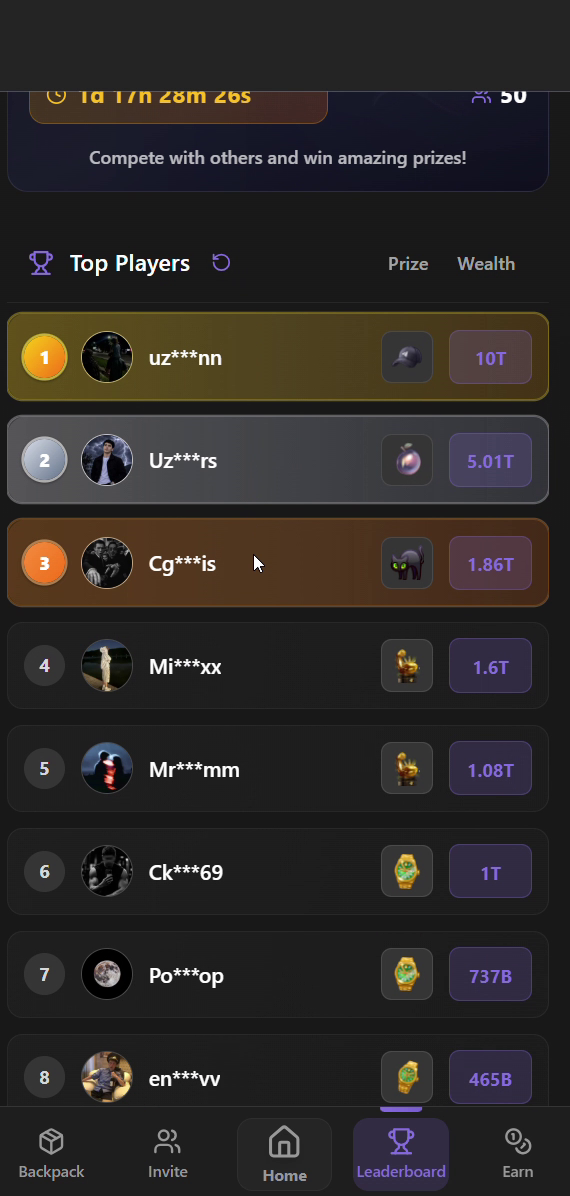 1d 17h 28m 26s
50
Compete with others and win amazing prizes!
Top Players Prize Wealth
1 uz***nn 10T
2 Uz***rs 5.01T
3 Cg***is 1.86T
4 Mi***xx 1.6T
5 Mr***mm 1.08T
6 Ck***69 1T
7 Po***op 737B
8 en***vv 465B
Backpack Invite Home Leaderboard Earn